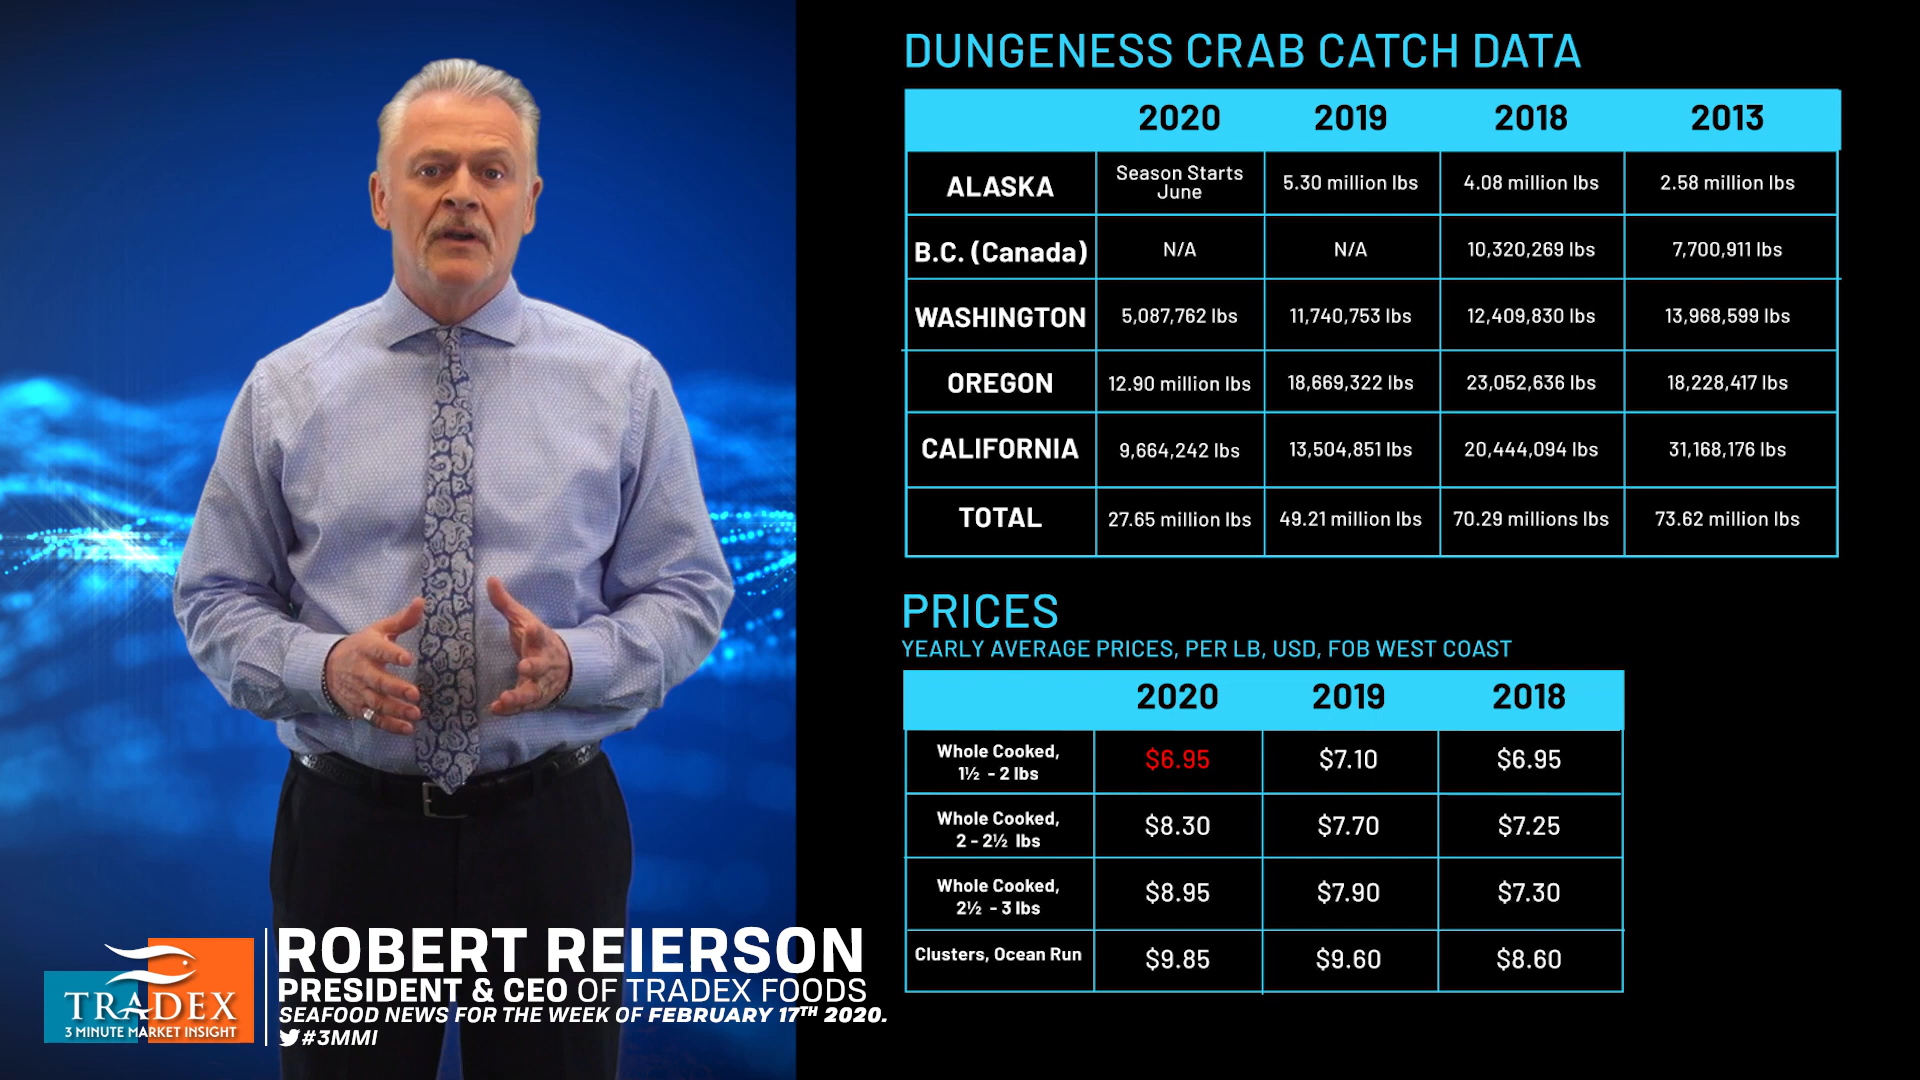 DUNGENESS CRAB CATCH DATA
2020 2019 2018 2013
ALASKA Season Starts June 5.30 million lbs 4.08 million lbs 2.58 million lbs
B.C. (Canada) N/A N/A 10,320,269 lbs 7,700,911 lbs
WASHINGTON 5,087,762 lbs 11,740,753 lbs 12,409,830 lbs 13,968,599 lbs
OREGON 12.90 million lbs 18,669,322 lbs 23,052,636 lbs 18,228,417 lbs
CALIFORNIA 9,664,242 lbs 13,504,851 lbs 20,444,094 lbs 31,168,176 lbs
TOTAL 27.65 million lbs 49.21 million lbs 70.29 millions lbs 73.62 million lbs
PRICES
YEARLY AVERAGE PRICES, PER LB, USD, FOB WEST COAST
2020 2019 2018
Whole Cooked, 1½ - 2 lbs $6.95 $7.10 $6.95
Whole Cooked, 2 - 2½ lbs $8.30 $7.70 $7.25
Whole Cooked, 2½ - 3 lbs $8.95 $7.90 $7.30
Clusters, Ocean Run $9.85 $9.60 $8.60
TRADEX
3 MINUTE MARKET INSIGHT
ROBERT REIERSON
PRESIDENT & CEO OF TRADEX FOODS
SEAFOOD NEWS FOR THE WEEK OF FEBRUARY 17TH 2020.
#3MMI